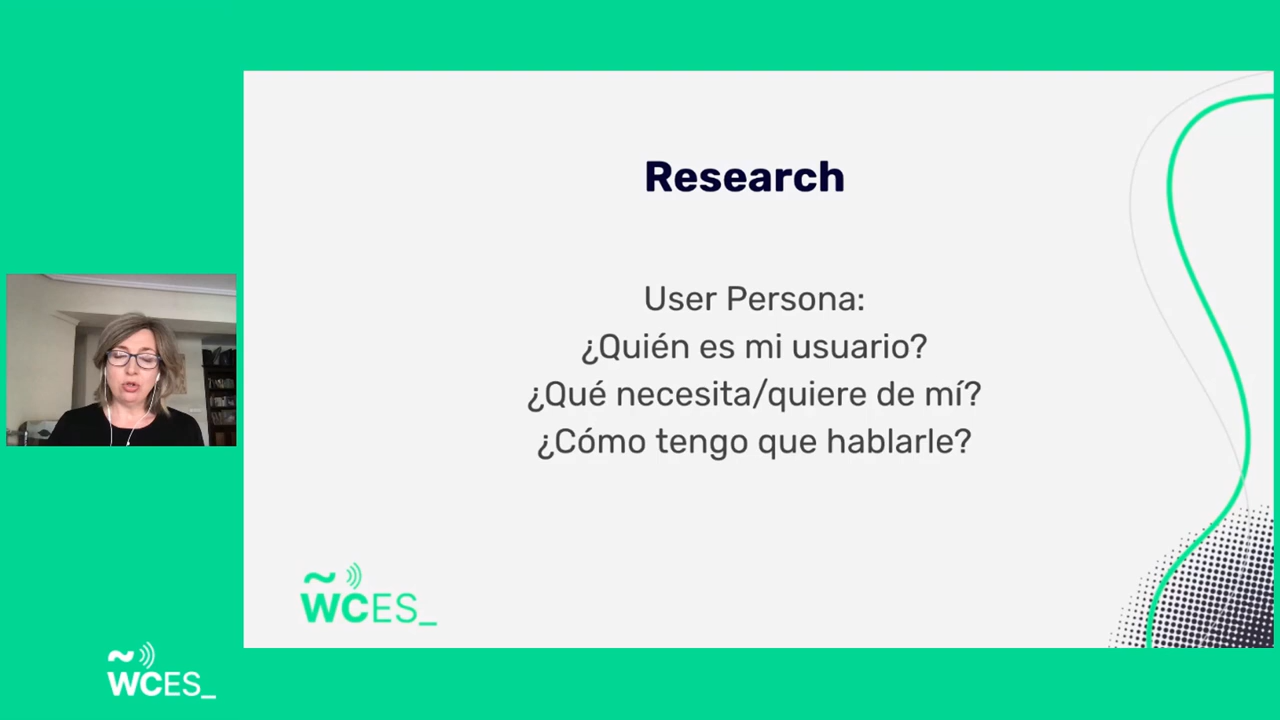 Research
User Persona:
¿Quién es mi usuario?
¿Qué necesita/quiere de mí?
¿Cómo tengo que hablarle?
WCES_
WCES_